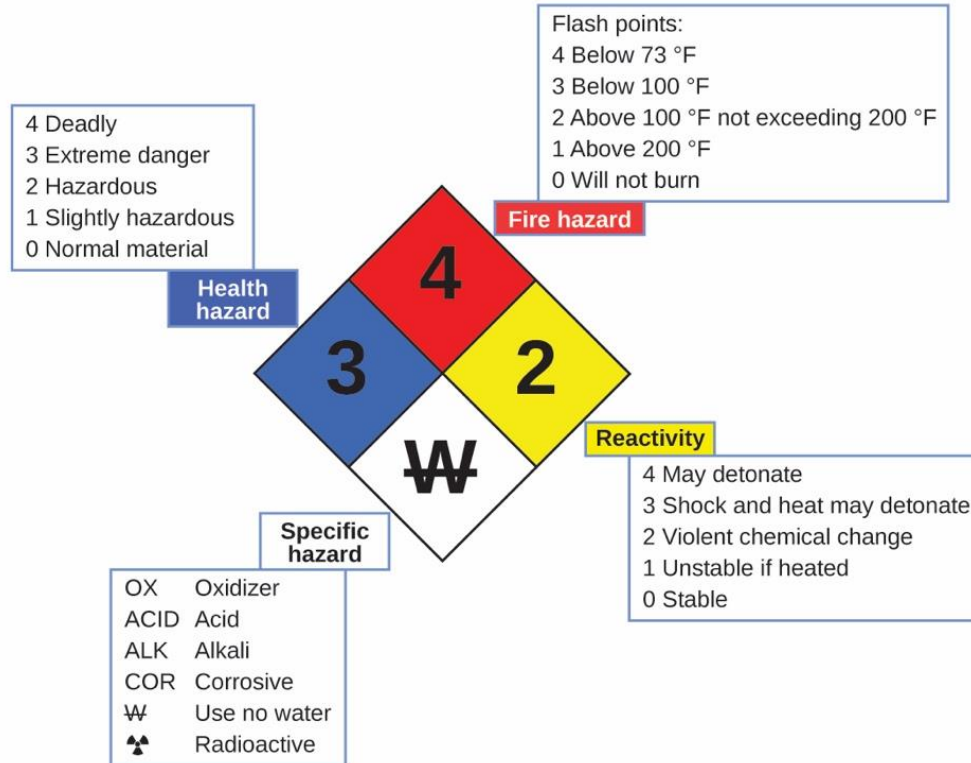 Flash points:
4 Below 73 °F
3 Below 100 °F
2 Above 100 °F not exceeding 200 °F
1 Above 200 °F
0 Will not burn
Fire hazard
4 Deadly
3 Extreme danger
2 Hazardous
1 Slightly hazardous
0 Normal material
Health
hazard
4
3
2
W̶
Reactivity
4 May detonate
3 Shock and heat may detonate
2 Violent chemical change
1 Unstable if heated
0 Stable
Specific
hazard
OX Oxidizer
ACID Acid
ALK Alkali
COR Corrosive
W̶ Use no water
☢ Radioactive